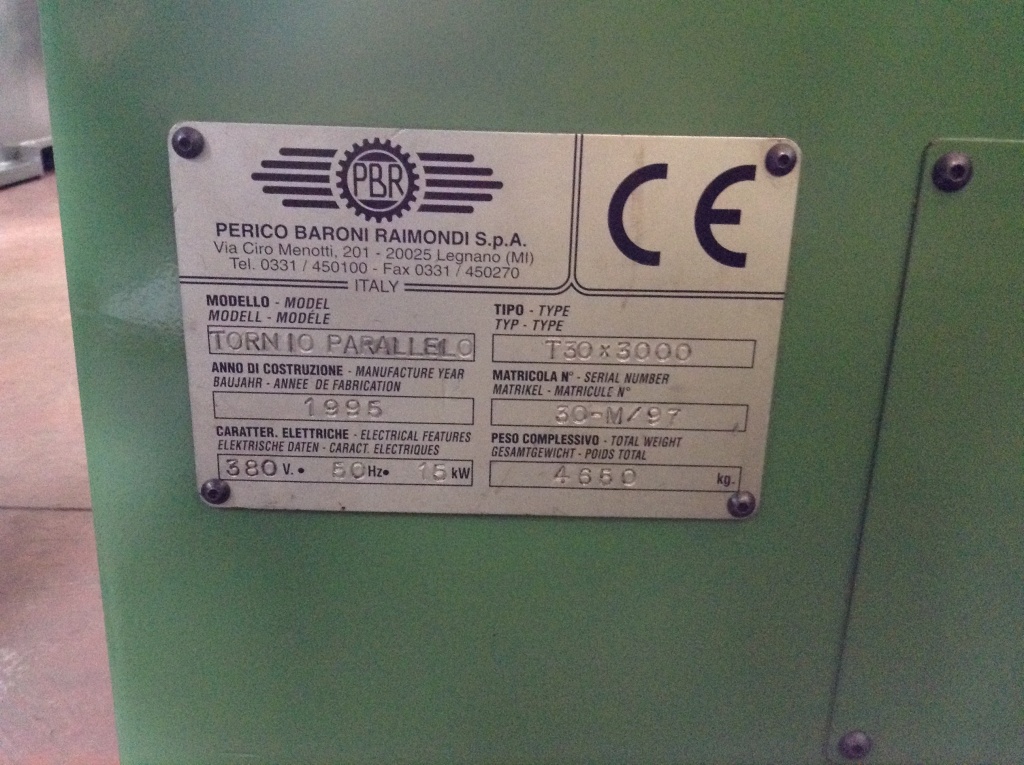 PBR
CE
PERICO BARONI RAIMONDI S.p.A.
Via Ciro Menotti, 201 - 20025 Legnano (MI)
Tel. 0331 / 450100 - Fax 0331 / 450270
ITALY
MODELLO - MODEL
MODELL - MODÉLE
TORNIO PARALLELO
TIPO - TYPE
TYP - TYPE
T30x3000
ANNO DI COSTRUZIONE - MANUFACTURE YEAR
BAUJAHR - ANNEE DE FABRICATION
1995
MATRICOLA N° - SERIAL NUMBER
MATRIKEL - MATRICULE N°
30-M/97
CARATTER. ELETTRICHE - ELECTRICAL FEATURES
ELEKTRISCHE DATEN - CARACT. ELECTRIQUES
380 V. • 50 Hz • 15 kW
PESO COMPLESSIVO - TOTAL WEIGHT
GESAMTGEWICHT - POIDS TOTAL
4650 kg.